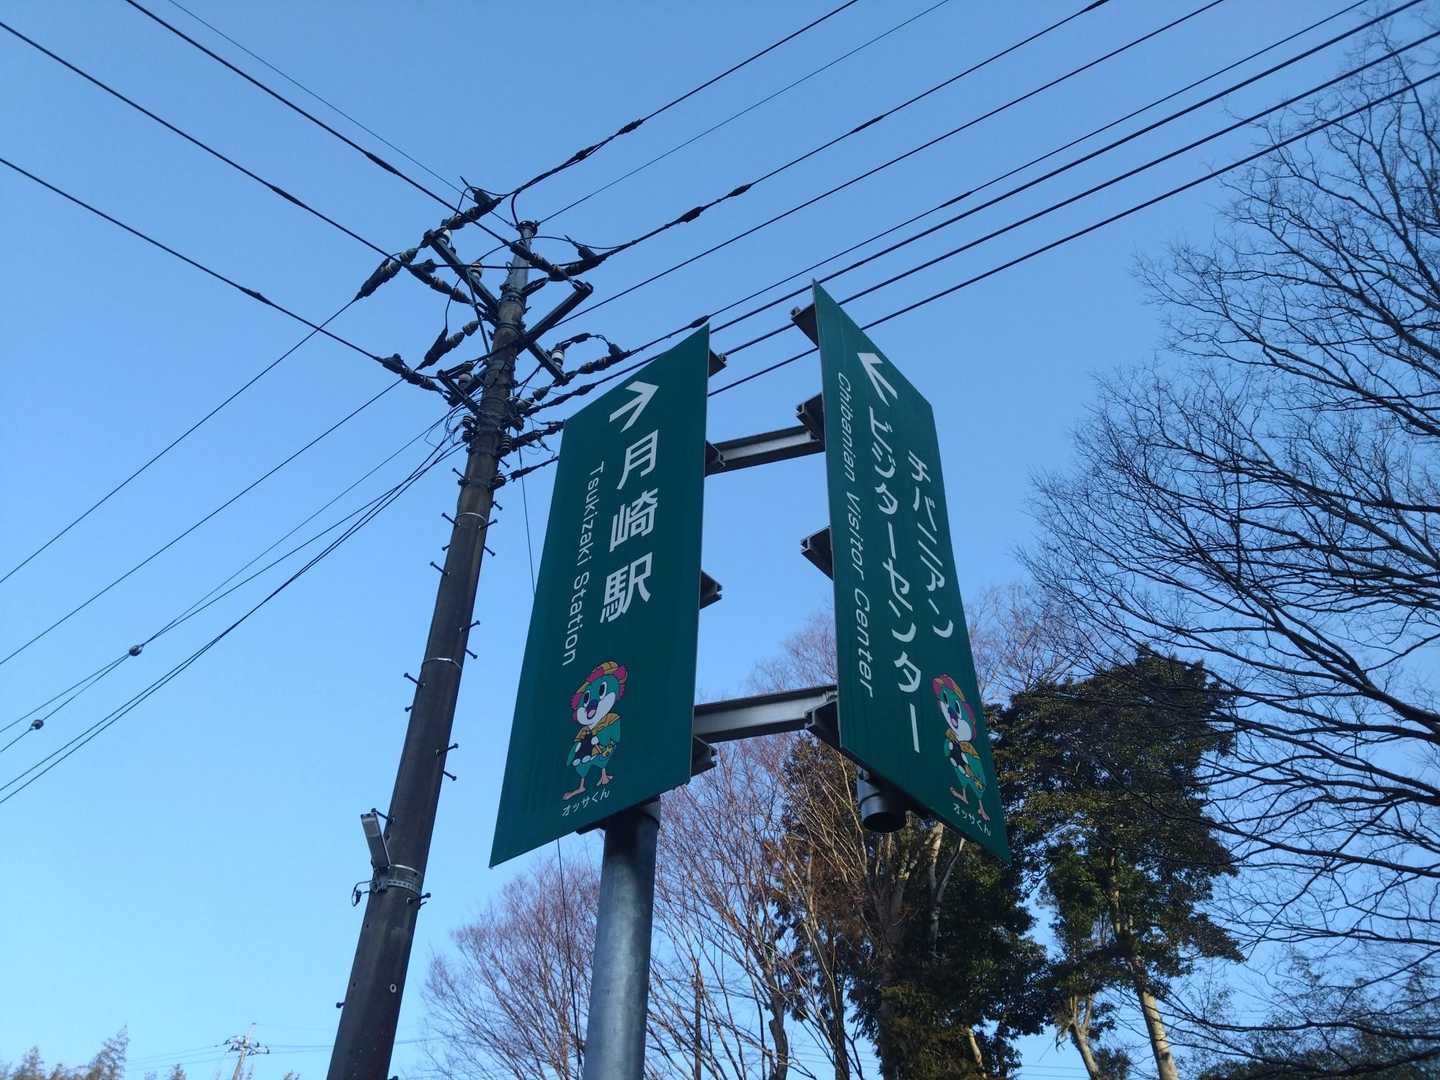 月崎駅
Tsukizaki Station
オッサくん
チバニアン
ビジターセンター
Chibanian Visitor Center
オッサくん